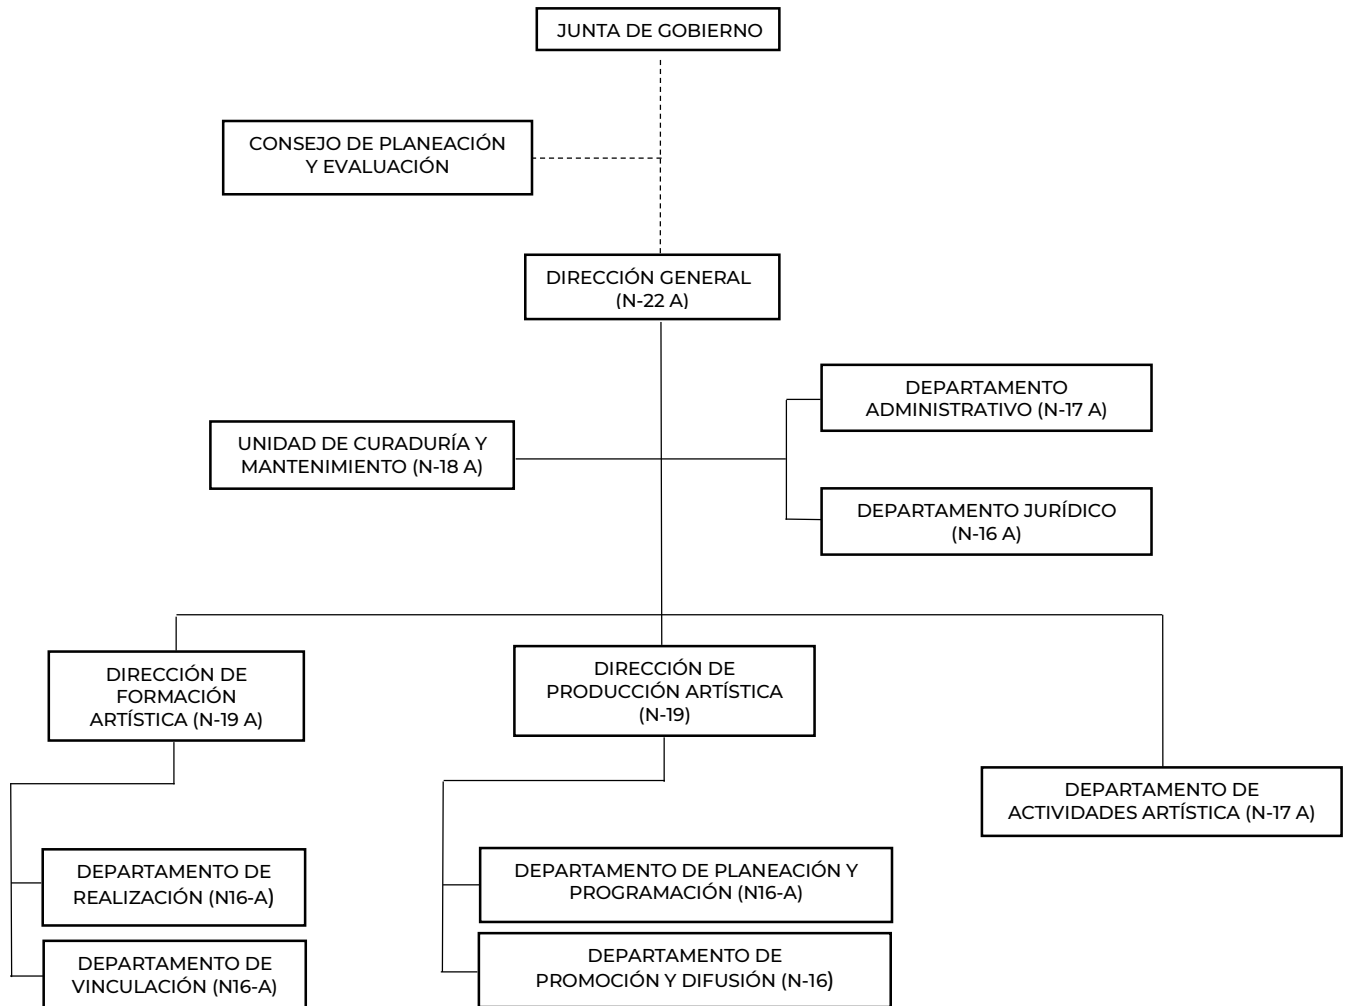 JUNTA DE GOBIERNO
CONSEJO DE PLANEACIÓN
Y EVALUACIÓN
DIRECCIÓN GENERAL
(N-22 A)
DEPARTAMENTO
ADMINISTRATIVO (N-17 A)
UNIDAD DE CURADURÍA Y
MANTENIMIENTO (N-18 A)
DEPARTAMENTO JURÍDICO
(N-16 A)
DIRECCIÓN DE
FORMACIÓN
ARTÍSTICA (N-19 A)
DIRECCIÓN DE
PRODUCCIÓN ARTÍSTICA
(N-19)
DEPARTAMENTO DE
ACTIVIDADES ARTÍSTICA (N-17 A)
DEPARTAMENTO DE
REALIZACIÓN (N16-A)
DEPARTAMENTO DE PLANEACIÓN Y
PROGRAMACIÓN (N16-A)
DEPARTAMENTO DE
VINCULACIÓN (N16-A)
DEPARTAMENTO DE
PROMOCIÓN Y DIFUSIÓN (N-16)